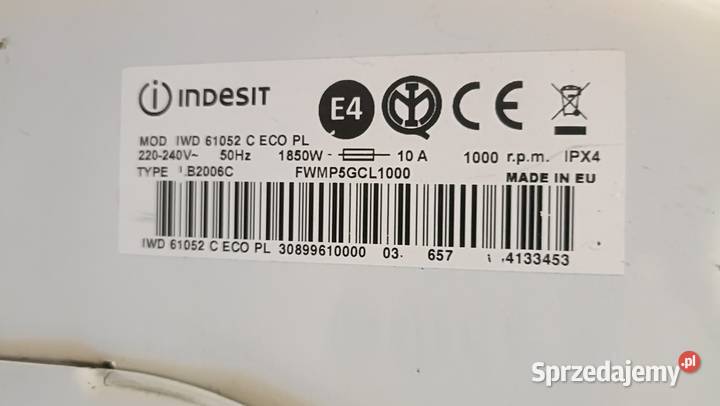 INDESIT
E4
CE
MOD IWD 61052 C ECO PL
220-240V~ 50Hz 1850W 10 A 1000 r.p.m. IPX4
TYPE LB2006C FWMP5GCL1000 MADE IN EU
IWD 61052 C ECO PL 30899610000 03. 657 4133453
Sprzedajemy.pl